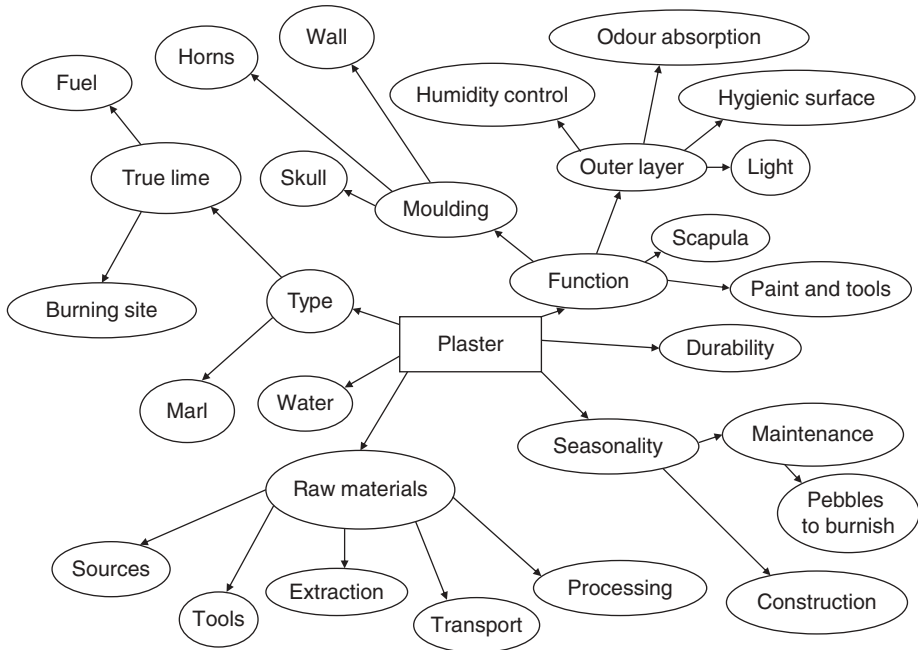 Wall
Odour absorption
Horns
Fuel
Humidity control
Hygienic surface
True lime
Skull
Outer layer
Light
Moulding
Scapula
Function
Paint and tools
Burning site
Type
Plaster
Durability
Marl
Water
Seasonality
Maintenance
Raw materials
Pebbles
to burnish
Sources
Extraction
Processing
Construction
Tools
Transport